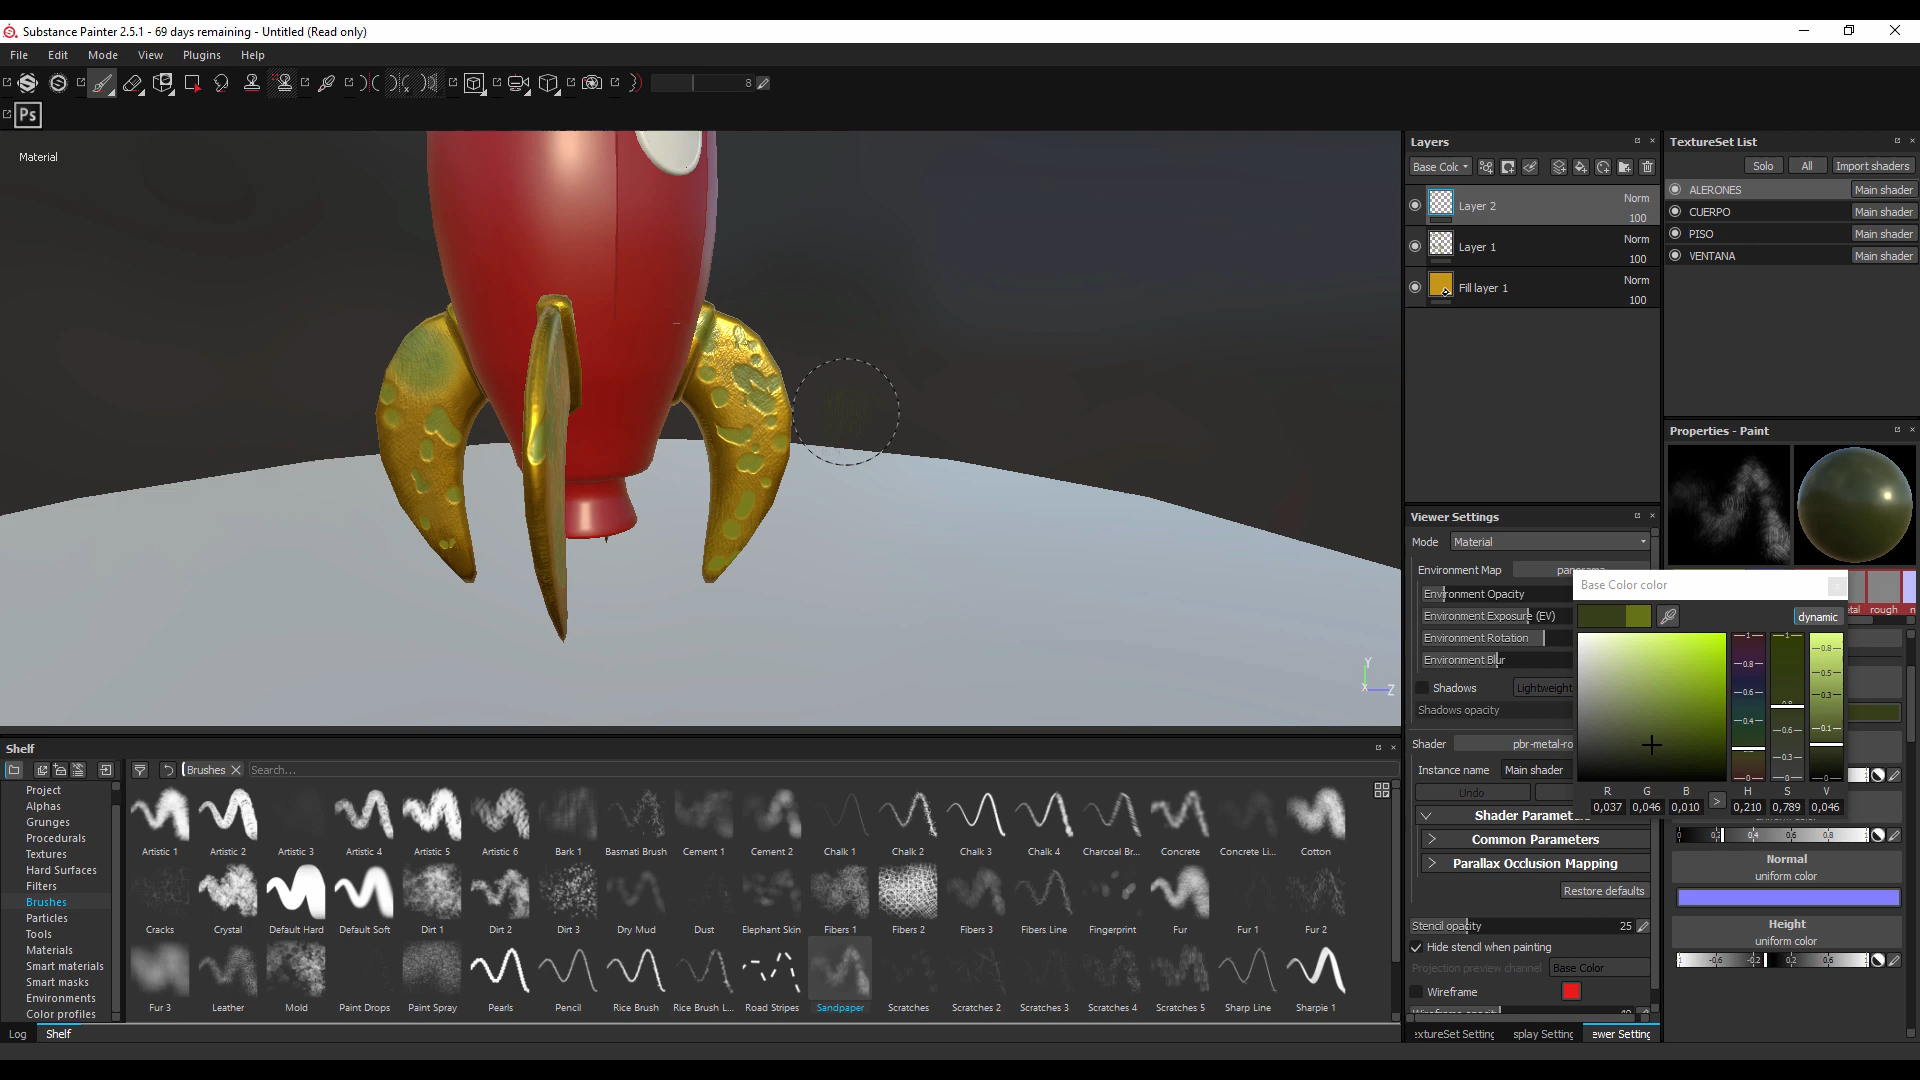 Substance Painter 2.5.1 - 69 days remaining - Untitled (Read only)
File Edit Mode View Plugins Help
8
Ps
Material
Y
X Z
Layers
Base Colc
Layer 2 Norm 100
Layer 1 Norm 100
Fill layer 1 Norm 100
TextureSet List
Solo All Import shaders
ALERONES Main shader
CUERPO Main shader
PISO Main shader
VENTANA Main shader
Viewer Settings
Mode Material
Environment Map
Environment Opacity
Environment Exposure (EV)
Environment Rotation
Environment Blur
Shadows Lightweight
Shadows opacity
Shader pbr-metal-ro
Instance name Main shader
Undo
Shader Paramet
Common Parameters
Parallax Occlusion Mapping
Restore defaults
Stencil opacity 25
Hide stencil when painting
Projection preview channel Base Color
Wireframe
extureSet Setting splay Setting ewer Setting
Properties - Paint
etal rough n
Base Color color
dynamic
R G B H S V
0,037 0,046 0,010 > 0,210 0,789 0,046
Normal
uniform color
Height
uniform color
Shelf
Brushes Search...
Project
Alphas
Grunges
Procedurals
Textures
Hard Surfaces
Filters
Brushes
Particles
Tools
Materials
Smart materials
Smart masks
Environments
Color profiles
Artistic 1 Artistic 2 Artistic 3 Artistic 4 Artistic 5 Artistic 6 Bark 1 Basmati Brush Cement 1 Cement 2 Chalk 1 Chalk 2 Chalk 3 Chalk 4 Charcoal Br... Concrete Concrete Li... Cotton
Cracks Crystal Default Hard Default Soft Dirt 1 Dirt 2 Dirt 3 Dry Mud Dust Elephant Skin Fibers 1 Fibers 2 Fibers 3 Fibers Line Fingerprint Fur Fur 1 Fur 2
Fur 3 Leather Mold Paint Drops Paint Spray Pearls Pencil Rice Brush Rice Brush L... Road Stripes Sandpaper Scratches Scratches 2 Scratches 3 Scratches 4 Scratches 5 Sharp Line Sharpie 1
Log Shelf